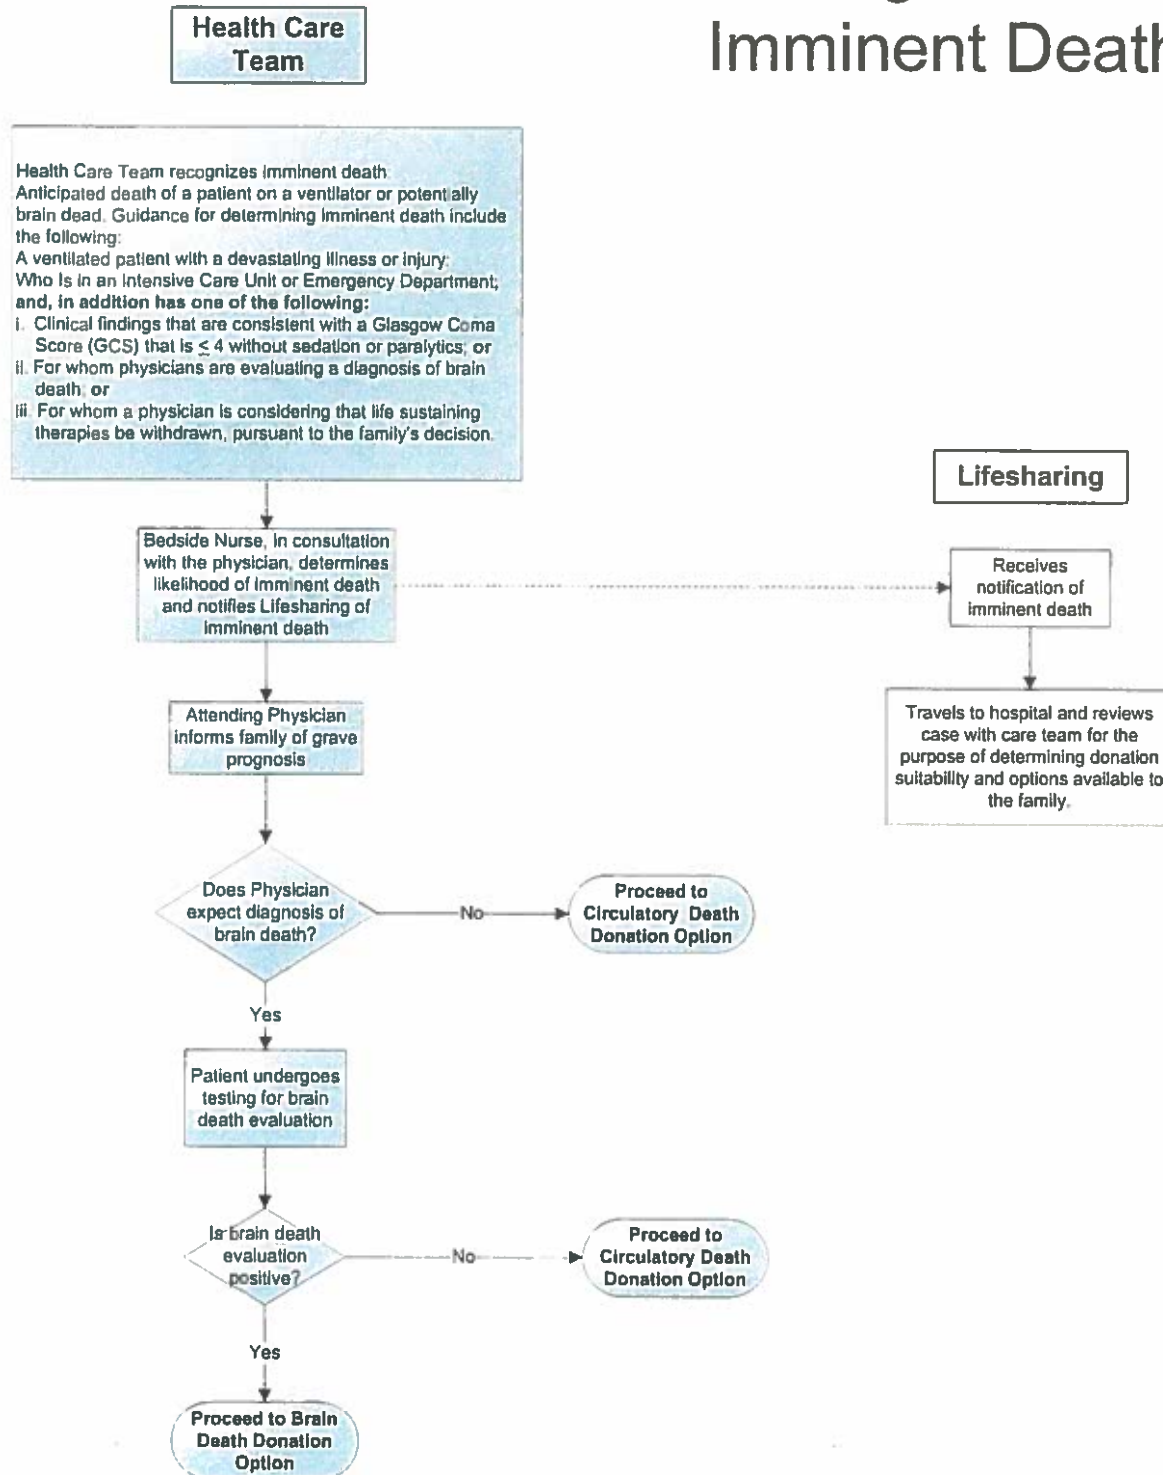 Health Care
Team
Imminent Death
Health Care Team recognizes imminent death:
Anticipated death of a patient on a ventilator or potentially
brain dead. Guidance for determining imminent death include
the following:
A ventilated patient with a devastating illness or injury;
Who is in an Intensive Care Unit or Emergency Department;
and, in addition has one of the following:
i. Clinical findings that are consistent with a Glasgow Coma
Score (GCS) that is ≤ 4 without sedation or paralytics; or
ii. For whom physicians are evaluating a diagnosis of brain
death; or
iii. For whom a physician is considering that life sustaining
therapies be withdrawn, pursuant to the family's decision.
Lifesharing
Bedside Nurse, in consultation
with the physician, determines
likelihood of imminent death
and notifies Lifesharing of
imminent death
Receives
notification of
imminent death
Attending Physician
informs family of grave
prognosis
Travels to hospital and reviews
case with care team for the
purpose of determining donation
suitability and options available to
the family.
Does Physician
expect diagnosis of
brain death?
No
Proceed to
Circulatory Death
Donation Option
Yes
Patient undergoes
testing for brain
death evaluation
Is brain death
evaluation
positive?
No
Proceed to
Circulatory Death
Donation Option
Yes
Proceed to Brain
Death Donation
Option